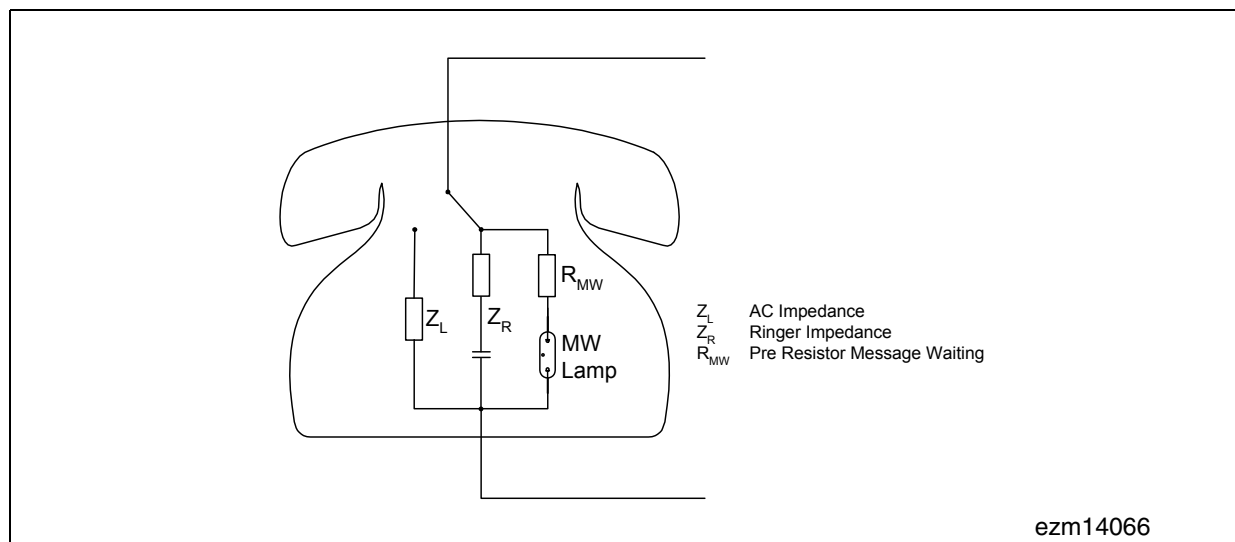 R_MW
Z_L
Z_R
MW
Lamp
Z_L AC Impedance
Z_R Ringer Impedance
R_MW Pre Resistor Message Waiting
ezm14066